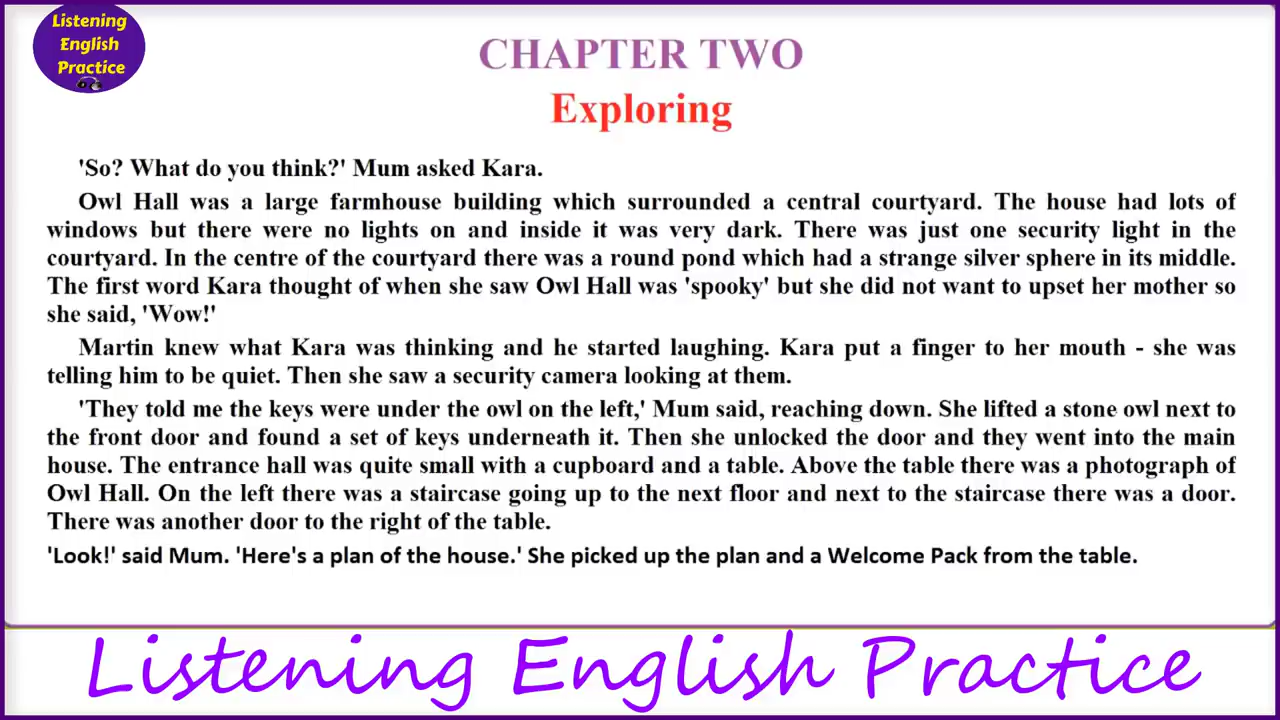 Listening
English
Practice
CHAPTER TWO
Exploring
'So? What do you think?' Mum asked Kara.
Owl Hall was a large farmhouse building which surrounded a central courtyard. The house had lots of
windows but there were no lights on and inside it was very dark. There was just one security light in the
courtyard. In the centre of the courtyard there was a round pond which had a strange silver sphere in its middle.
The first word Kara thought of when she saw Owl Hall was 'spooky' but she did not want to upset her mother so
she said, 'Wow!'
Martin knew what Kara was thinking and he started laughing. Kara put a finger to her mouth - she was
telling him to be quiet. Then she saw a security camera looking at them.
'They told me the keys were under the owl on the left,' Mum said, reaching down. She lifted a stone owl next to
the front door and found a set of keys underneath it. Then she unlocked the door and they went into the main
house. The entrance hall was quite small with a cupboard and a table. Above the table there was a photograph of
Owl Hall. On the left there was a staircase going up to the next floor and next to the staircase there was a door.
There was another door to the right of the table.
'Look!' said Mum. 'Here's a plan of the house.' She picked up the plan and a Welcome Pack from the table.
Listening English Practice